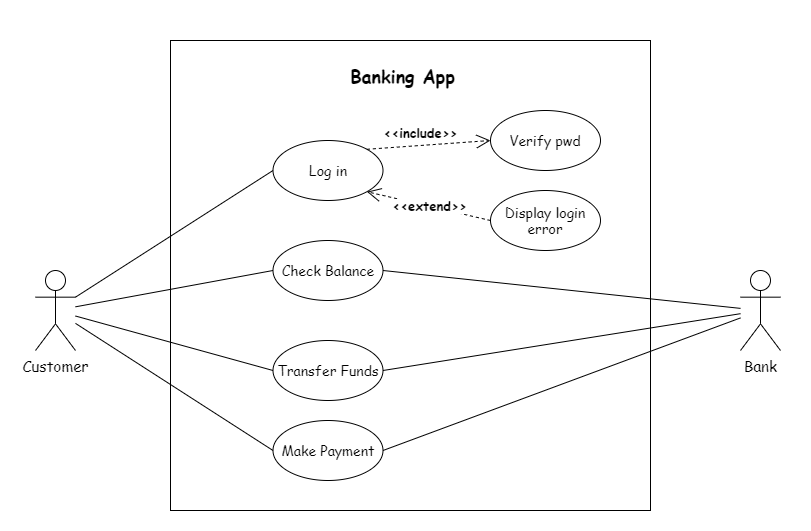 Banking App
<<include>>
Verify pwd
Log in
<<extend>>
Display login
error
Check Balance
Customer
Bank
Transfer Funds
Make Payment